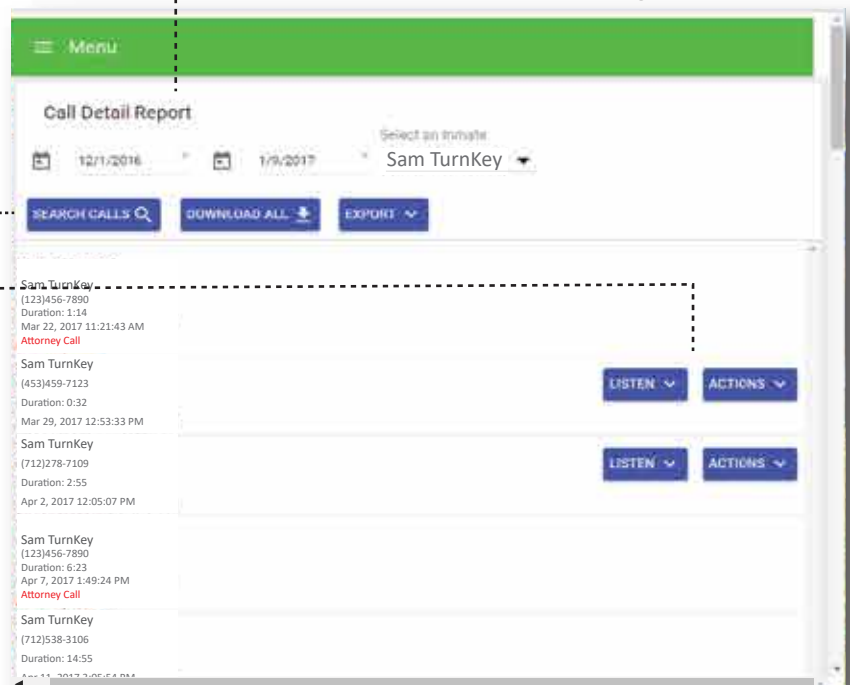 Menu
Call Detail Report
Select an Inmate
12/1/2016
1/9/2017
Sam TurnKey
SEARCH CALLS
DOWNLOAD ALL
EXPORT
Sam TurnKey
(123)456-7890
Duration: 1:14
Mar 22, 2017 11:21:43 AM
Attorney Call
Sam TurnKey
(453)459-7123
Duration: 0:32
Mar 29, 2017 12:53:33 PM
LISTEN
ACTIONS
Sam TurnKey
(712)278-7109
Duration: 2:55
Apr 2, 2017 12:05:07 PM
LISTEN
ACTIONS
Sam TurnKey
(123)456-7890
Duration: 6:23
Apr 7, 2017 1:49:24 PM
Attorney Call
Sam TurnKey
(712)538-3106
Duration: 14:55